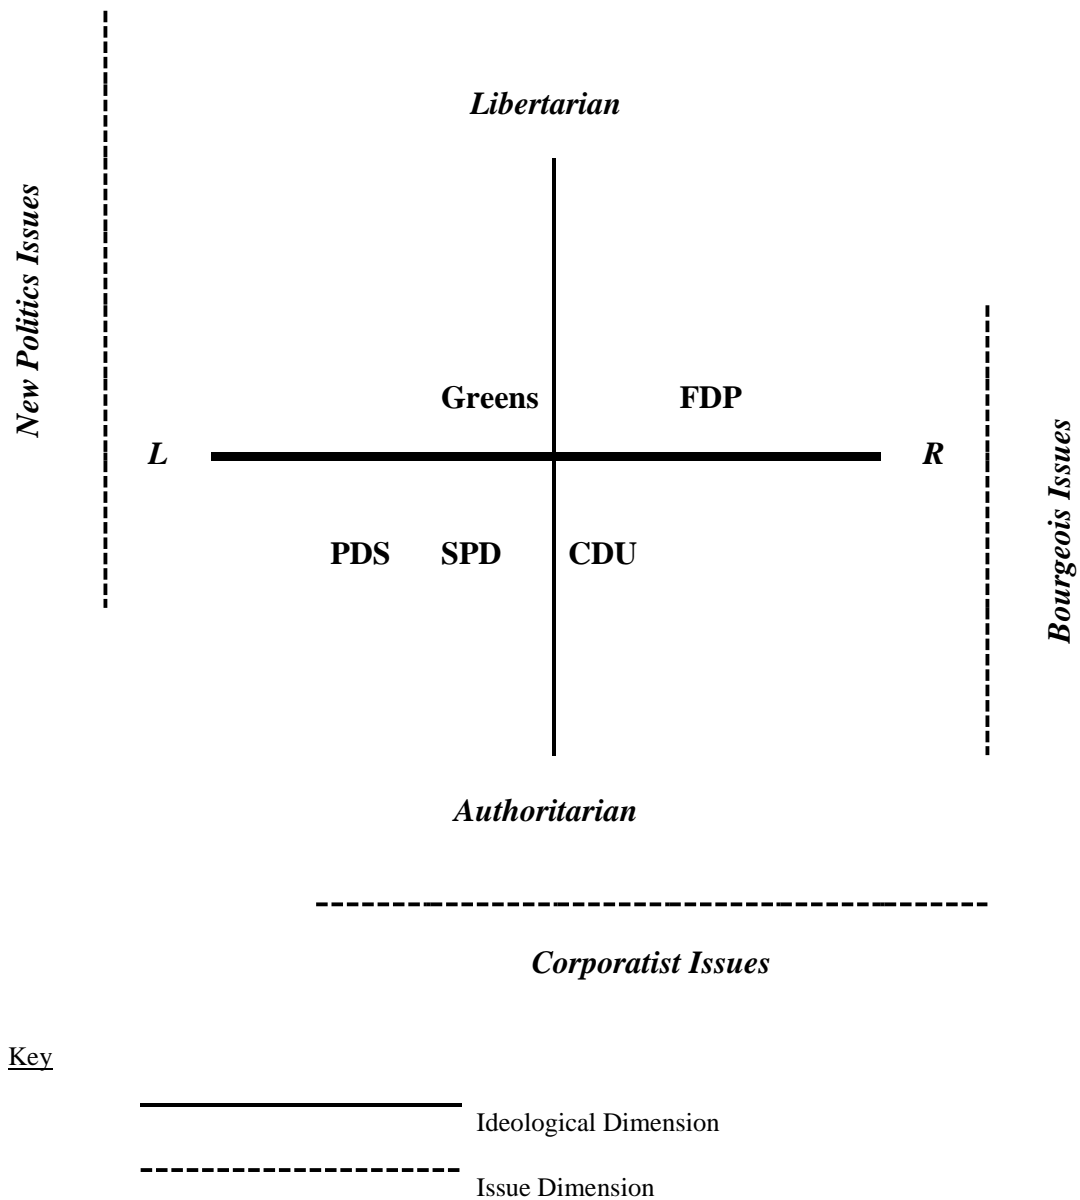 Libertarian
New Politics Issues
Greens
FDP
L
R
Bourgeois Issues
PDS
SPD
CDU
Authoritarian
Corporatist Issues
Key
Ideological Dimension
Issue Dimension